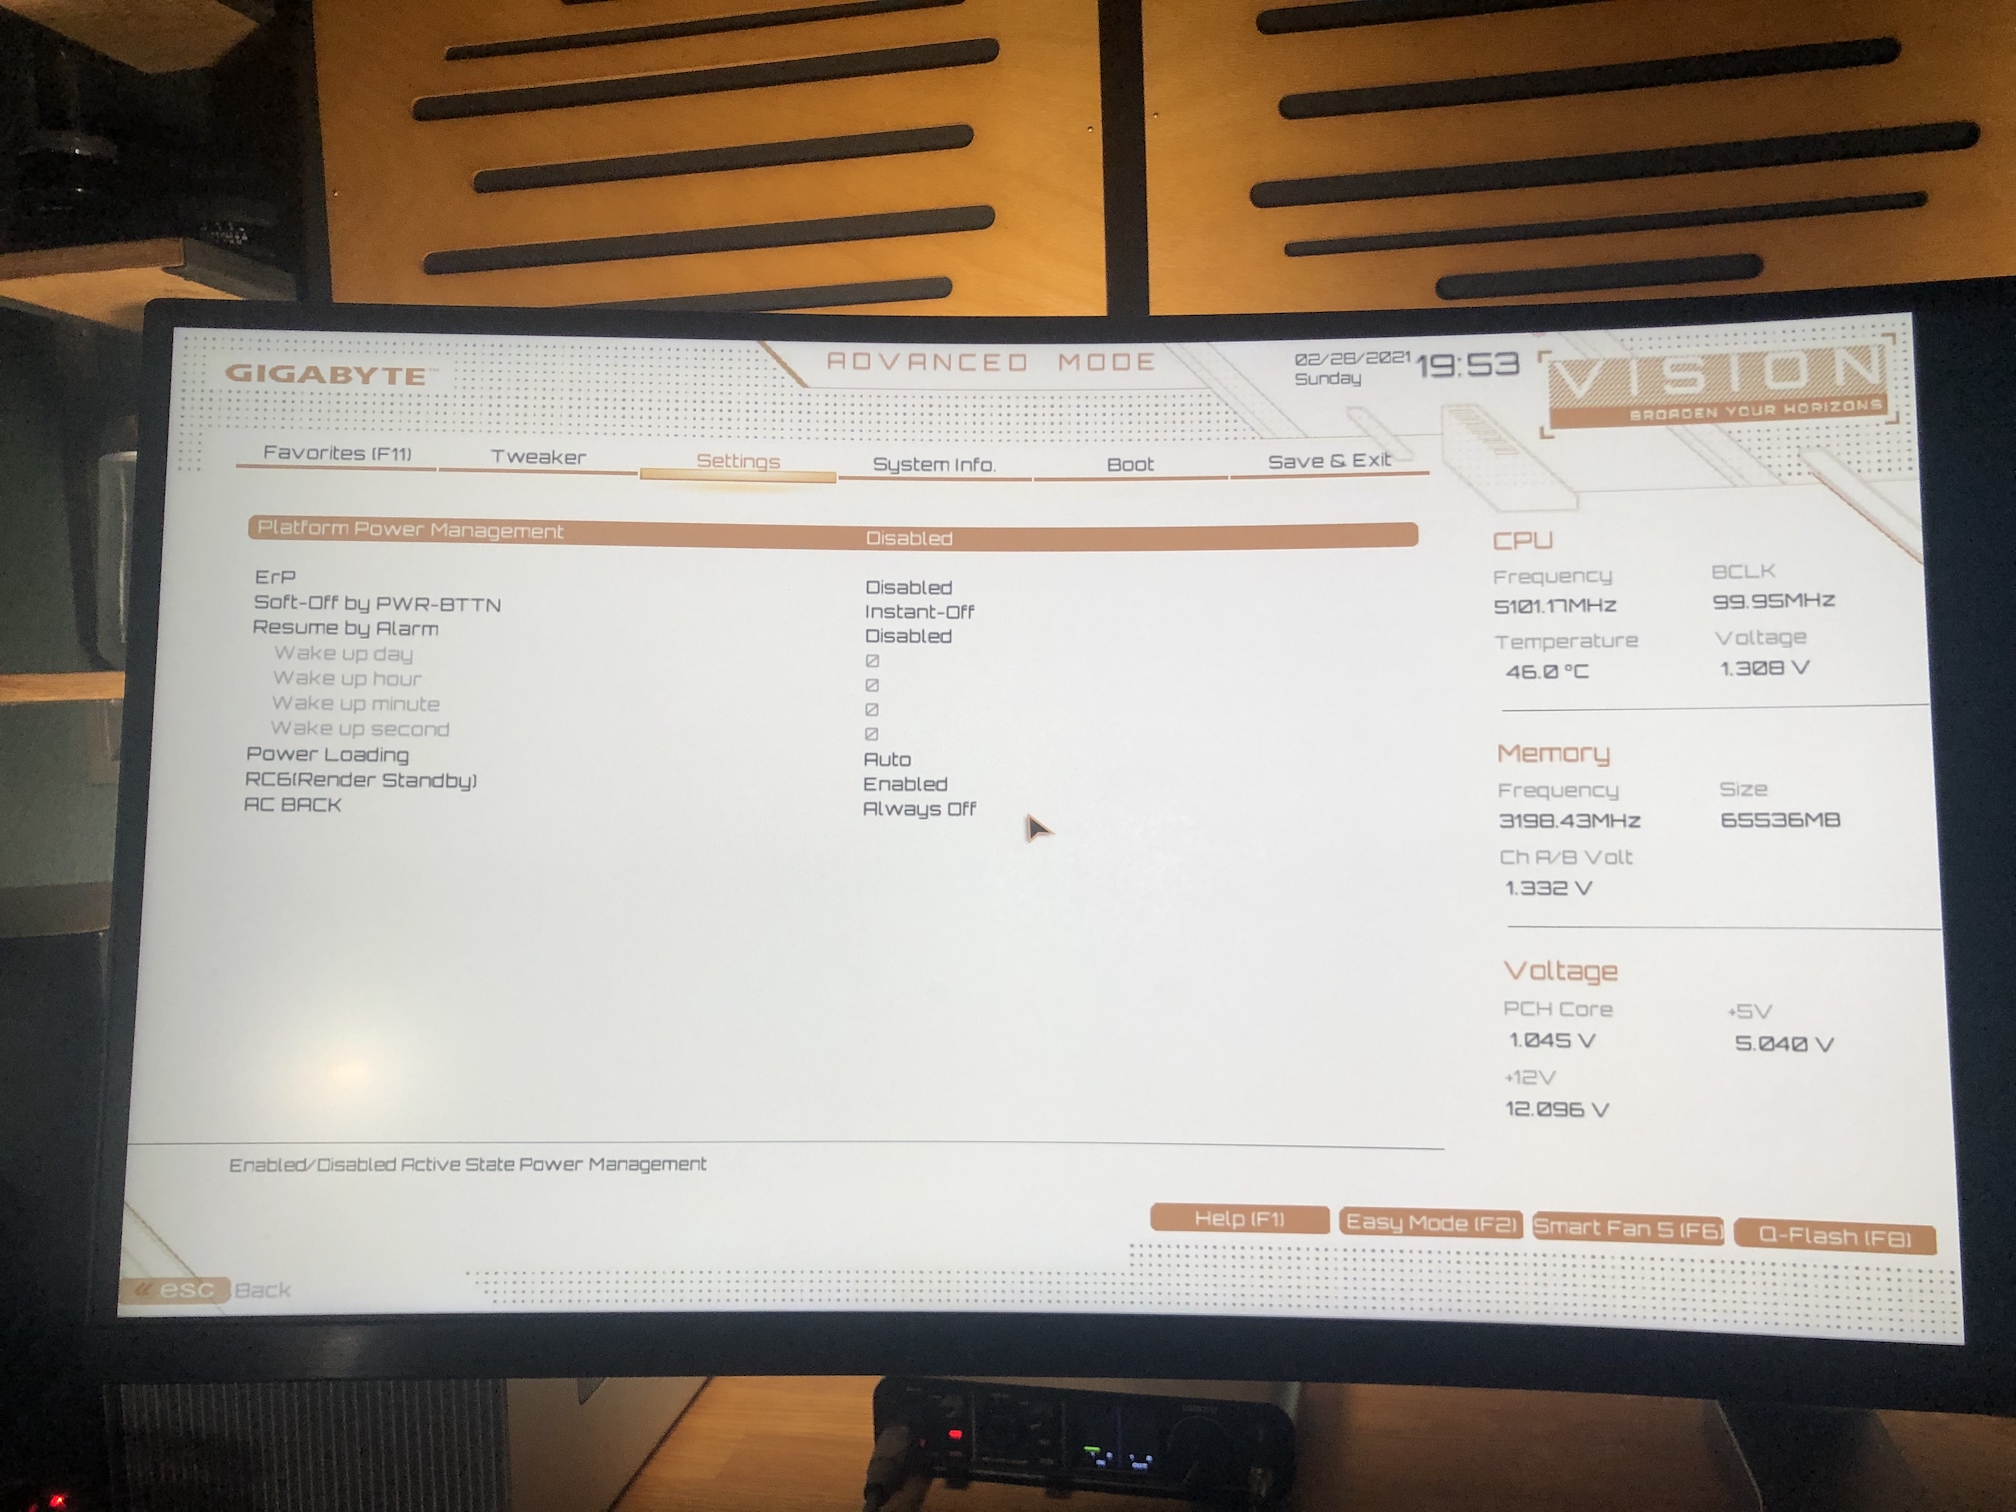 GIGABYTE
ADVANCED MODE
02/28/2021
Sunday
19:53
VISION
BROADEN YOUR HORIZONS
Favorites (F11)
Tweaker
Settings
System Info.
Boot
Save & Exit
Platform Power Management Disabled
ErP Disabled
Soft-Off by PWR-BTTN Instant-Off
Resume by Alarm Disabled
Wake up day 0
Wake up hour 0
Wake up minute 0
Wake up second 0
Power Loading Auto
RC6(Render Standby) Enabled
AC BACK Always Off
CPU
Frequency BCLK
5101.17MHz 99.95MHz
Temperature Voltage
46.0 °C 1.308 V
Memory
Frequency Size
3198.43MHz 65536MB
Ch A/B Volt
1.332 V
Voltage
PCH Core +5V
1.045 V 5.040 V
+12V
12.096 V
Enabled/Disabled Active State Power Management
Help (F1)
Easy Mode (F2)
Smart Fan 5 (F6)
Q-Flash (F8)
esc Back